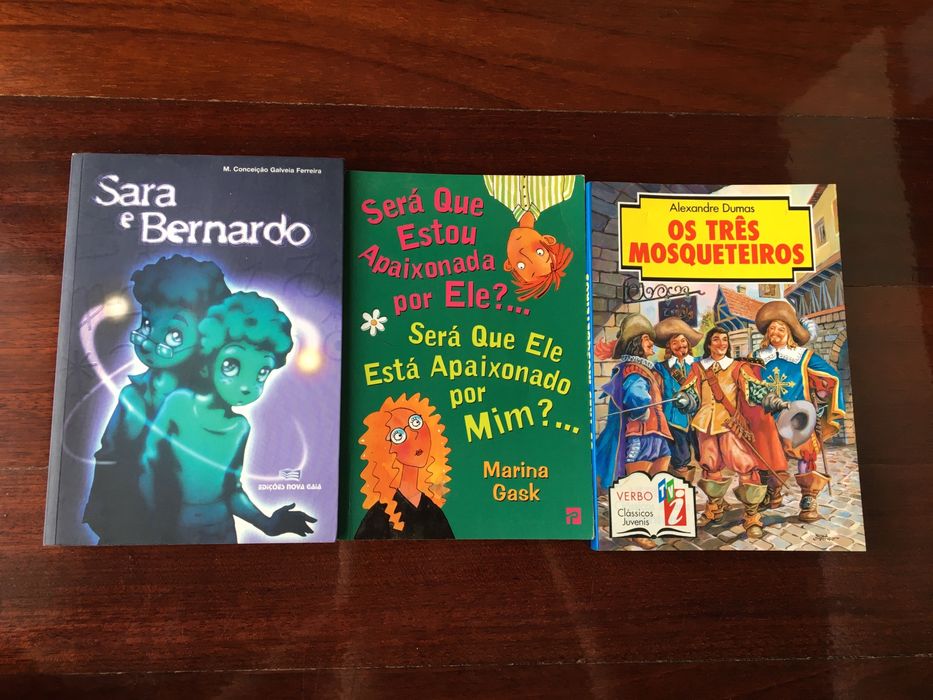 M. Conceição Galveia Ferreira
Sara
e Bernardo
EDIÇÕES NOVA GAIA
Será Que
Estou
Apaixonada
por Ele?...
Será Que Ele
Está Apaixonado
por
Mim?...
Marina
Gask
Alexandre Dumas
OS TRÊS
MOSQUETEIROS
VERBO
Clássicos
Juvenis